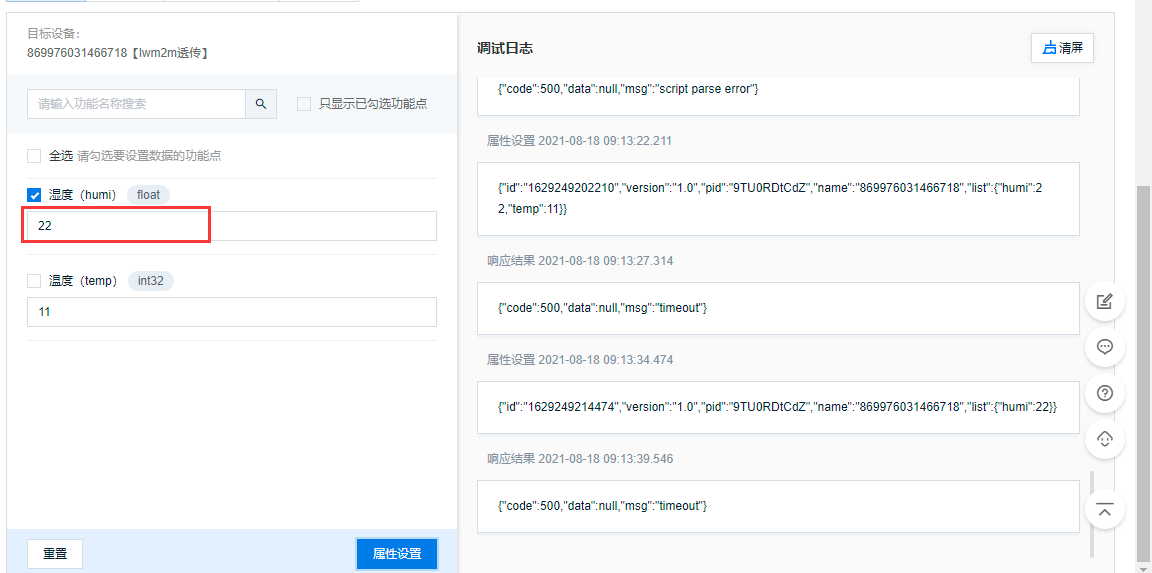 目标设备：
869976031466718【lwm2m透传】
请输入功能名称搜索
只显示已勾选功能点
全选 请勾选要设置数据的功能点
湿度（humi） float
22
温度（temp） int32
11
重置
属性设置
调试日志
清屏
{"code":500,"data":null,"msg":"script parse error"}
属性设置 2021-08-18 09:13:22.211
{"id":"1629249202210","version":"1.0","pid":"9TU0RDtCdZ","name":"869976031466718","list":{"humi":2
2,"temp":11}}
响应结果 2021-08-18 09:13:27.314
{"code":500,"data":null,"msg":"timeout"}
属性设置 2021-08-18 09:13:34.474
{"id":"1629249214474","version":"1.0","pid":"9TU0RDtCdZ","name":"869976031466718","list":{"humi":22}}
响应结果 2021-08-18 09:13:39.546
{"code":500,"data":null,"msg":"timeout"}